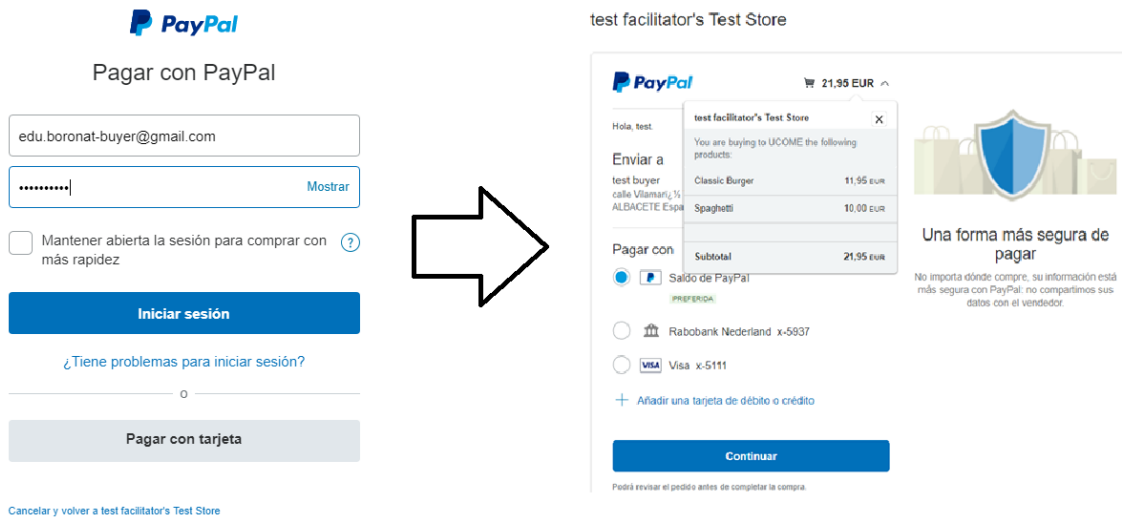 PayPal
Pagar con PayPal
edu.boronat-buyer@gmail.com
••••••••••
Mostrar
Mantener abierta la sesión para comprar con
más rapidez
?
Iniciar sesión
¿Tiene problemas para iniciar sesión?
o
Pagar con tarjeta
Cancelar y volver a test facilitator's Test Store
test facilitator's Test Store
PayPal
21,95 EUR
Hola, test.
Enviar a
test buyer
calle Vilamarï¿½
ALBACETE Espa
test facilitator's Test Store
You are buying to UCOME the following
products:
Classic Burger 11,95 EUR
Spaghetti 10,00 EUR
Subtotal 21,95 EUR
Pagar con
Saldo de PayPal
PREFERIDA
Rabobank Nederland x-5937
VISA Visa x-5111
Añadir una tarjeta de débito o crédito
Continuar
Podrá revisar el pedido antes de completar la compra.
Una forma más segura de
pagar
No importa dónde compre, su información está
más segura con PayPal: no compartimos sus
datos con el vendedor.